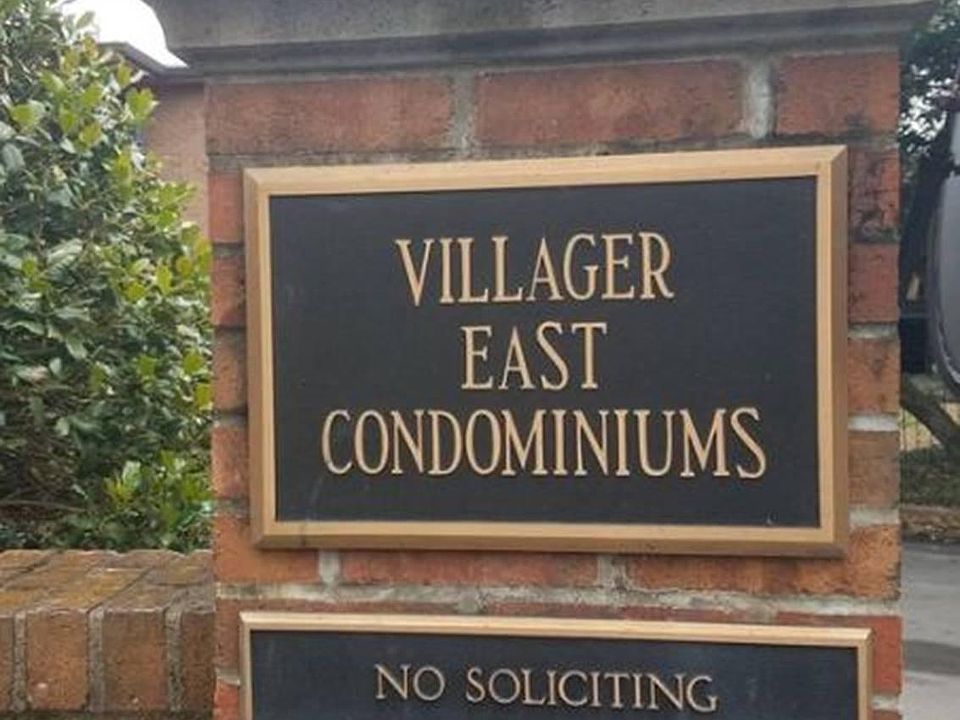 VILLAGER
EAST
CONDOMINIUMS
NO SOLICITING